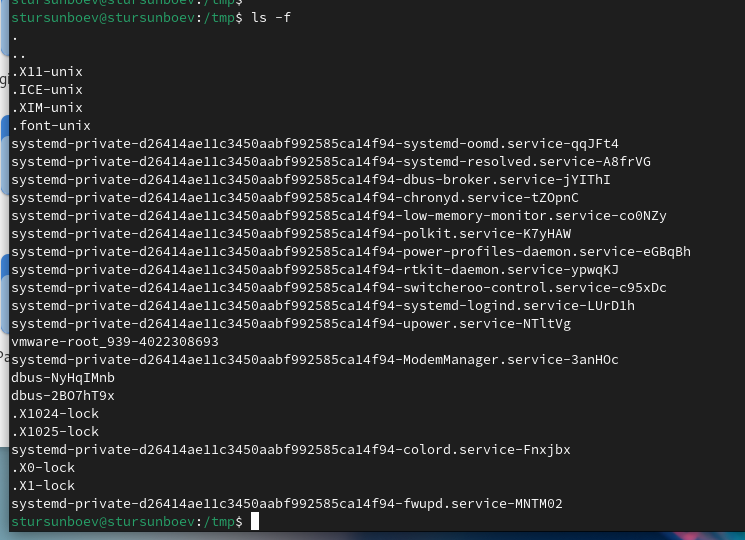 stursunboev@stursunboev:/tmp$
stursunboev@stursunboev:/tmp$ ls -f
.
..
.X11-unix
.ICE-unix
.XIM-unix
.font-unix
systemd-private-d26414ae11c3450aabf992585ca14f94-systemd-oomd.service-qqJFt4
systemd-private-d26414ae11c3450aabf992585ca14f94-systemd-resolved.service-A8frVG
systemd-private-d26414ae11c3450aabf992585ca14f94-dbus-broker.service-jYIThI
systemd-private-d26414ae11c3450aabf992585ca14f94-chronyd.service-tZOpnC
systemd-private-d26414ae11c3450aabf992585ca14f94-low-memory-monitor.service-co0NZy
systemd-private-d26414ae11c3450aabf992585ca14f94-polkit.service-K7yHAW
systemd-private-d26414ae11c3450aabf992585ca14f94-power-profiles-daemon.service-eGBqBh
systemd-private-d26414ae11c3450aabf992585ca14f94-rtkit-daemon.service-ypwqKJ
systemd-private-d26414ae11c3450aabf992585ca14f94-switcheroo-control.service-c95xDc
systemd-private-d26414ae11c3450aabf992585ca14f94-systemd-logind.service-LUrD1h
systemd-private-d26414ae11c3450aabf992585ca14f94-upower.service-NTltVg
vmware-root_939-4022308693
systemd-private-d26414ae11c3450aabf992585ca14f94-ModemManager.service-3anHOc
dbus-NyHqIMnb
dbus-2BO7hT9x
.X1024-lock
.X1025-lock
systemd-private-d26414ae11c3450aabf992585ca14f94-colord.service-Fnxjbx
.X0-lock
.X1-lock
systemd-private-d26414ae11c3450aabf992585ca14f94-fwupd.service-MNTM02
stursunboev@stursunboev:/tmp$